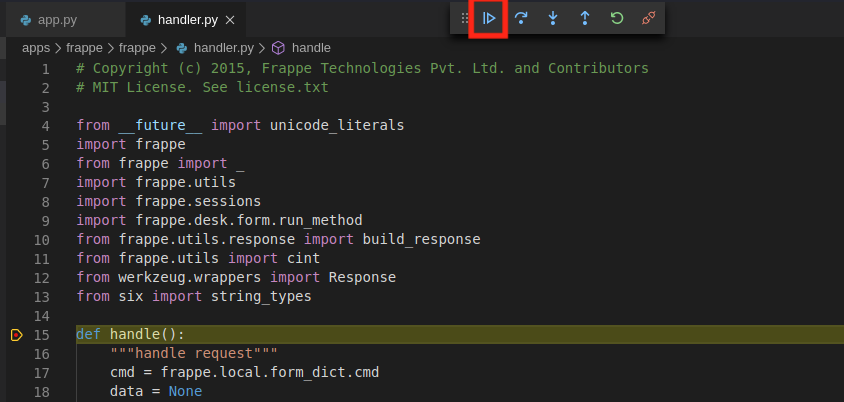 app.py handler.py
apps > frappe > frappe > handler.py > handle
1 # Copyright (c) 2015, Frappe Technologies Pvt. Ltd. and Contributors
2 # MIT License. See license.txt
3
4 from __future__ import unicode_literals
5 import frappe
6 from frappe import _
7 import frappe.utils
8 import frappe.sessions
9 import frappe.desk.form.run_method
10 from frappe.utils.response import build_response
11 from frappe.utils import cint
12 from werkzeug.wrappers import Response
13 from six import string_types
14
15 def handle():
16     """handle request"""
17     cmd = frappe.local.form_dict.cmd
18     data = None